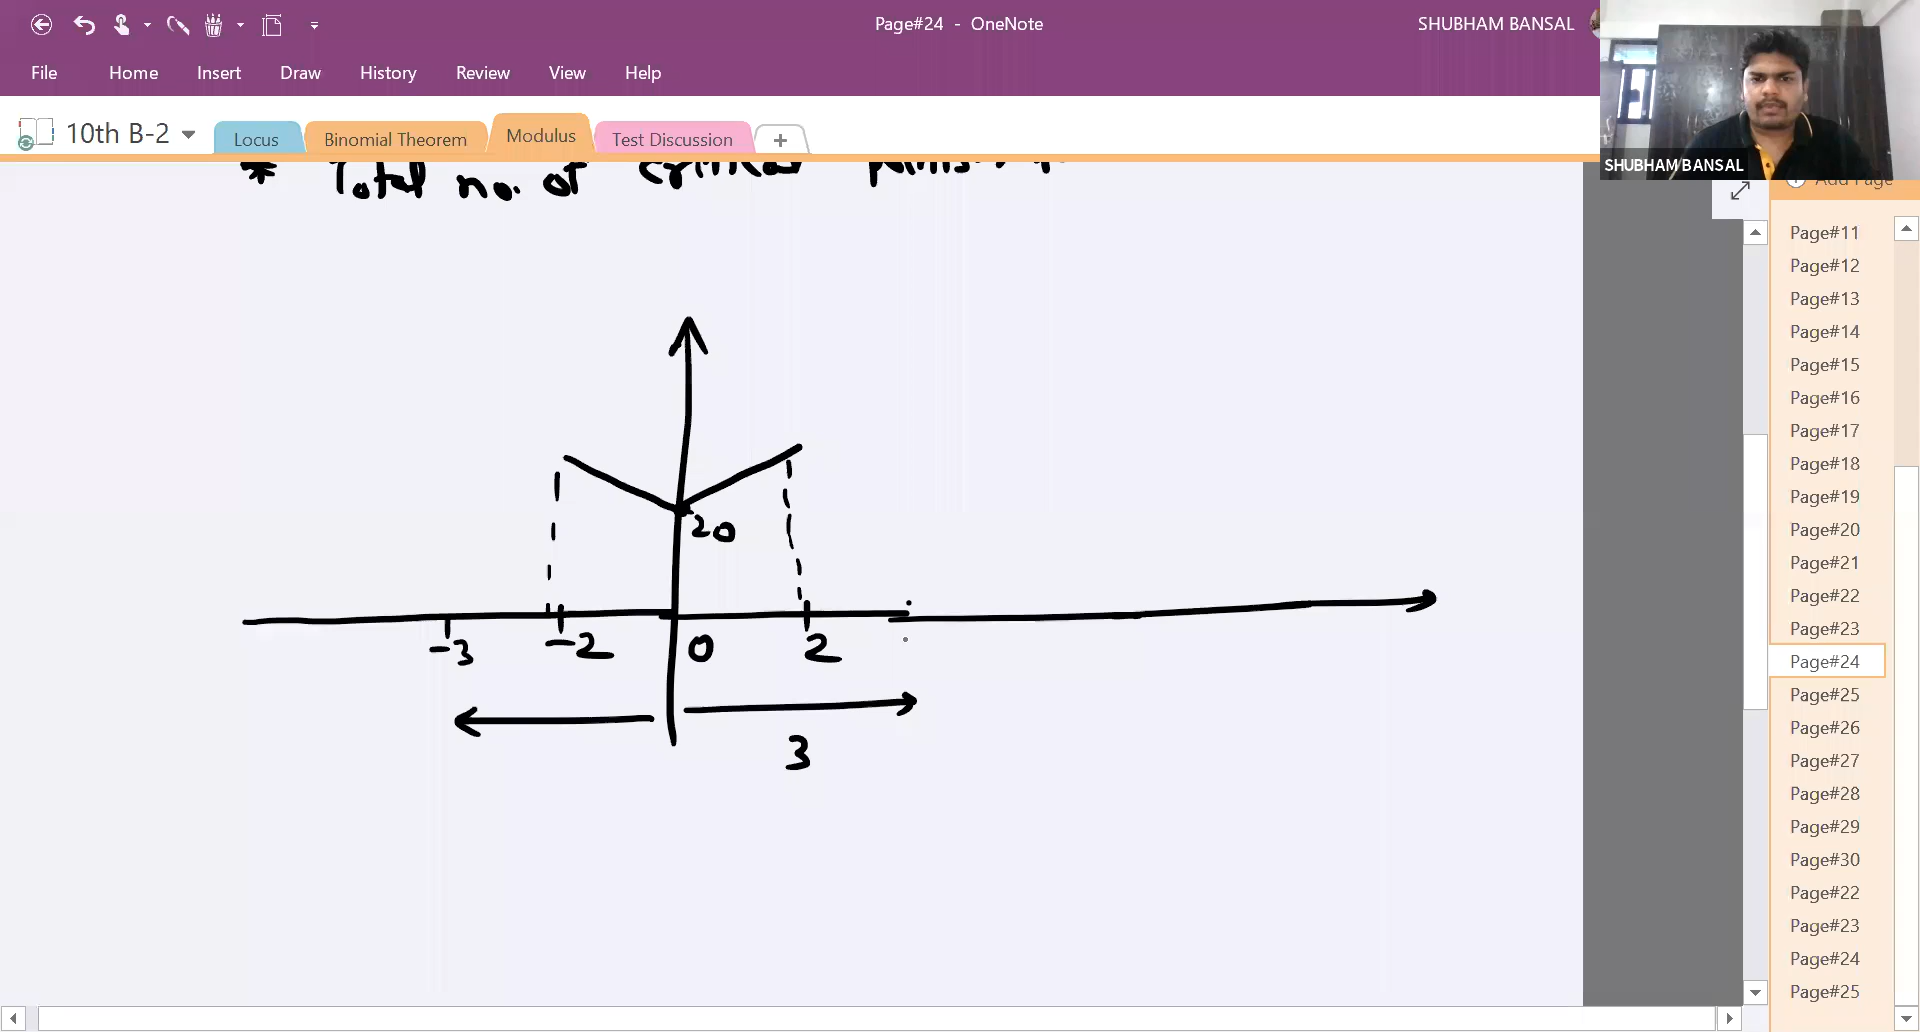 Page#24 - OneNote
SHUBHAM BANSAL
File Home Insert Draw History Review View Help
10th B-2
Locus
Binomial Theorem
Modulus
Test Discussion
SHUBHAM BANSAL
* Total no. of critical points
Add Page
20
-3 -2 0 2
3
Page#11
Page#12
Page#13
Page#14
Page#15
Page#16
Page#17
Page#18
Page#19
Page#20
Page#21
Page#22
Page#23
Page#24
Page#25
Page#26
Page#27
Page#28
Page#29
Page#30
Page#22
Page#23
Page#24
Page#25